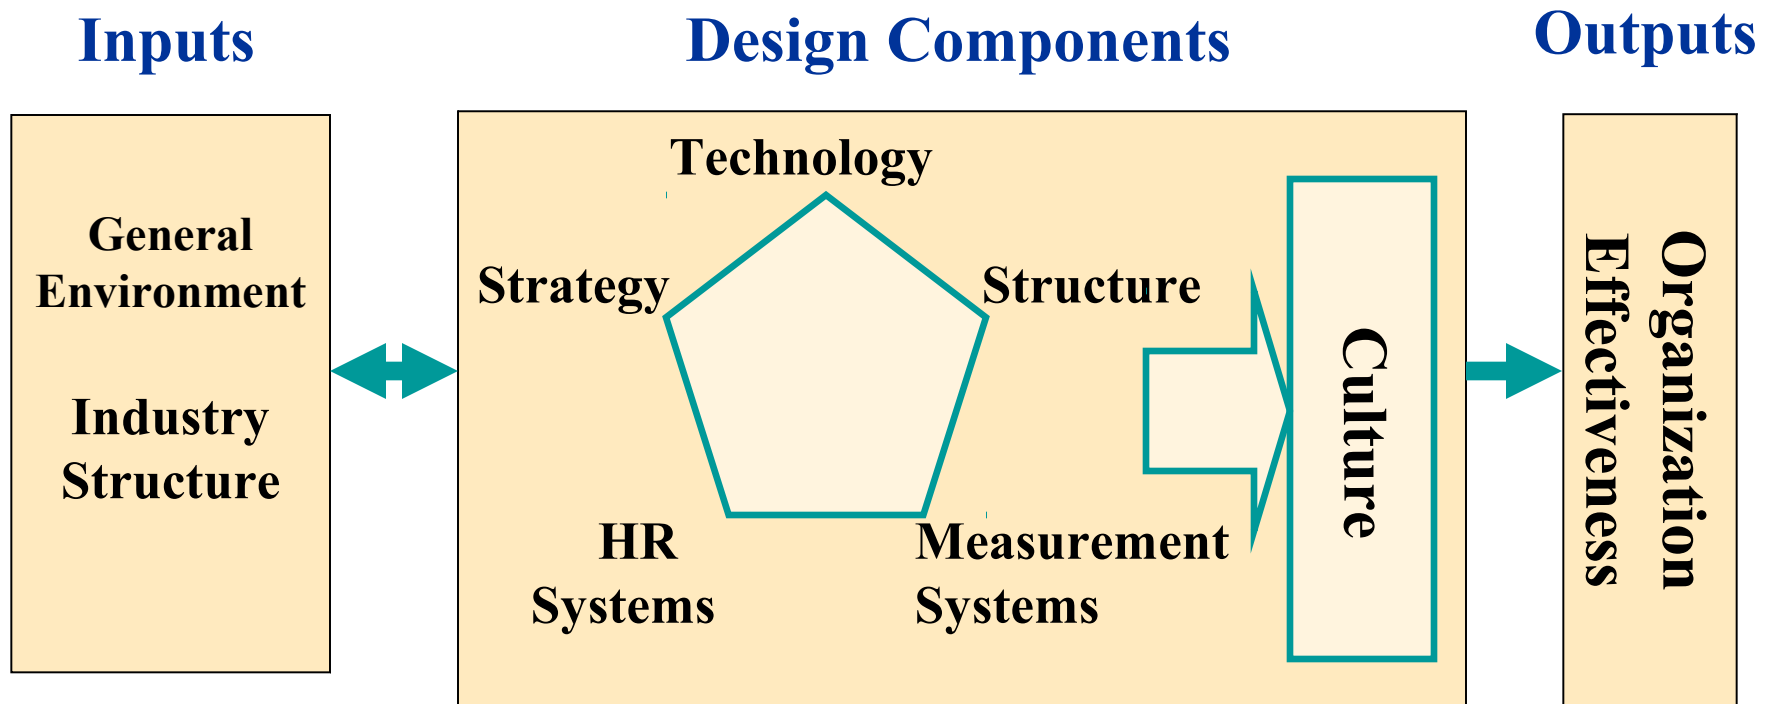 Inputs
Design Components
Outputs
General
Environment
Industry
Structure
Technology
Strategy
Structure
HR
Systems
Measurement
Systems
Culture
Organization
Effectiveness